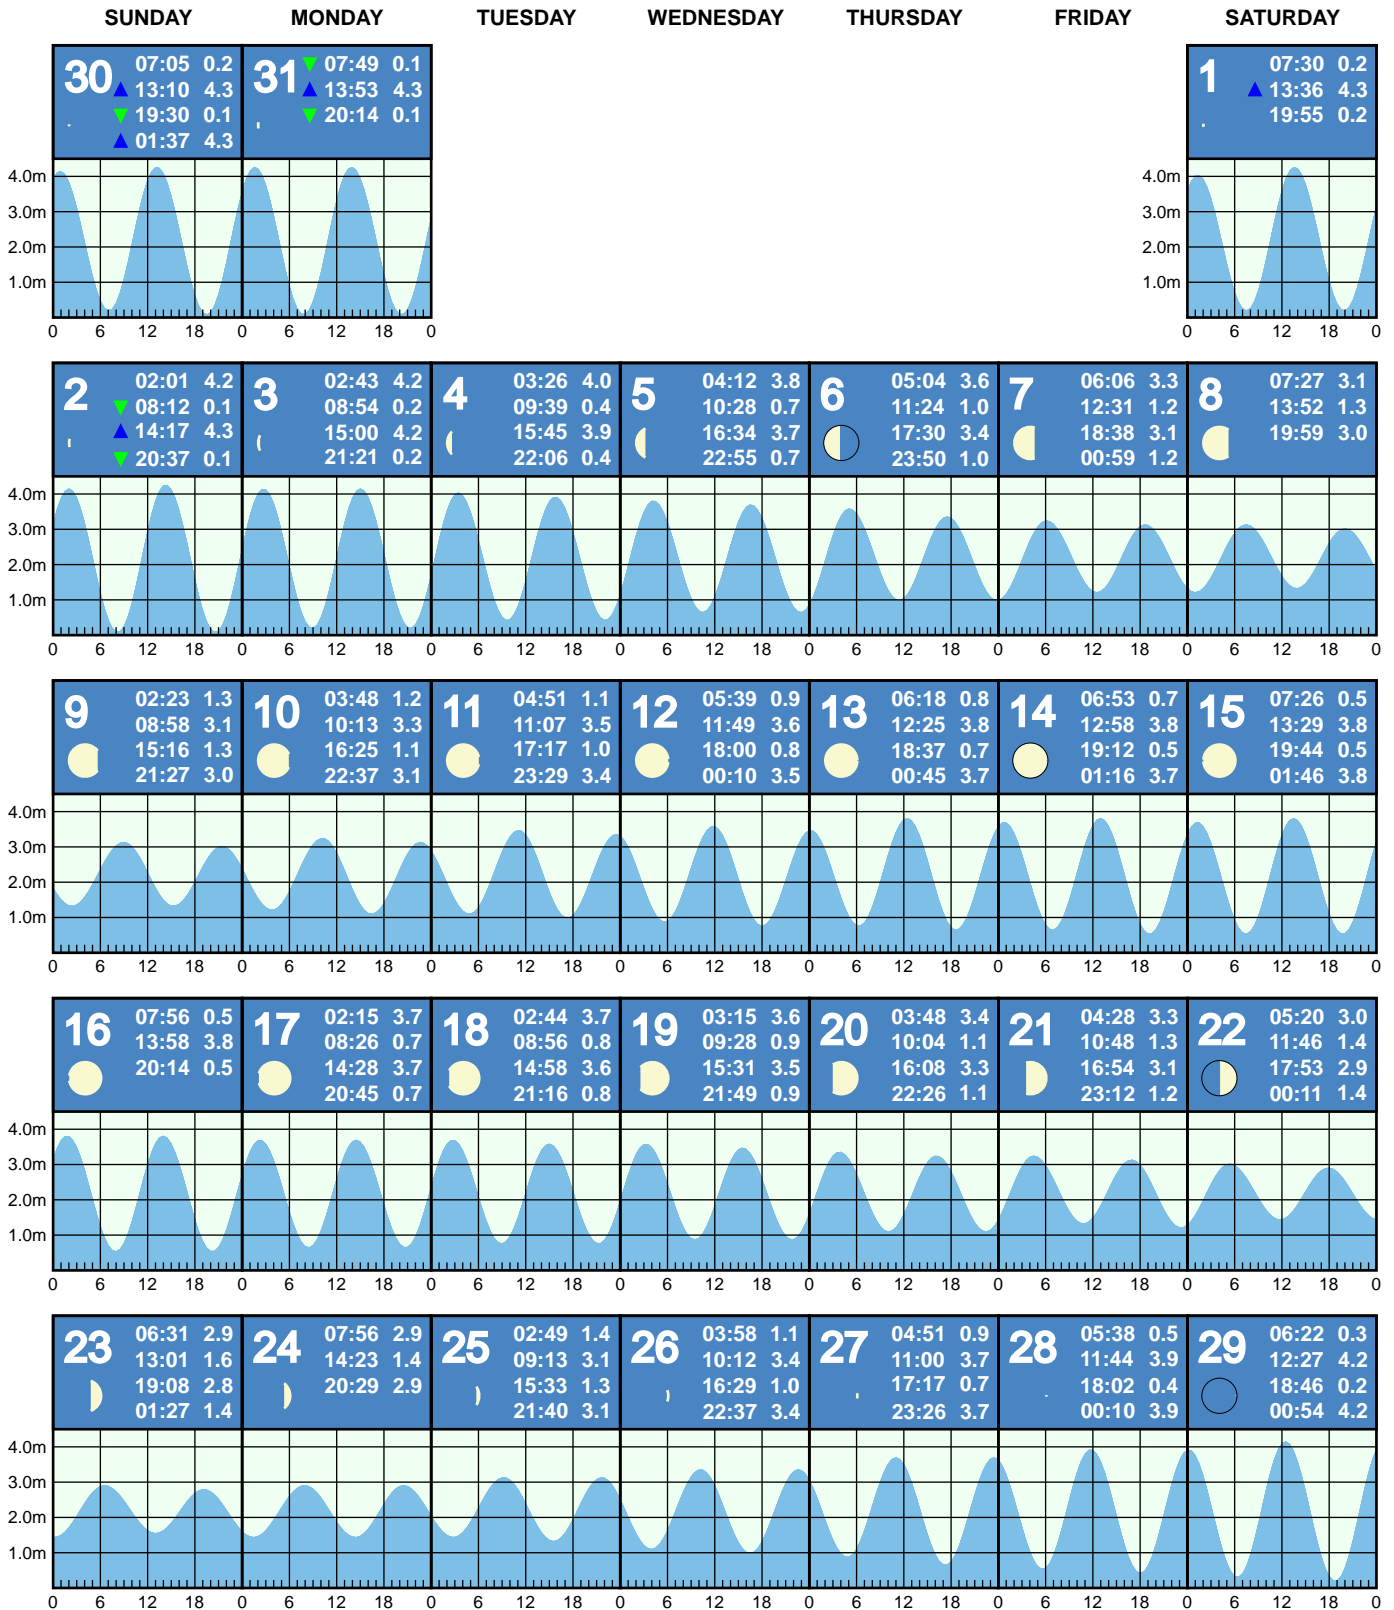 SUNDAY MONDAY TUESDAY WEDNESDAY THURSDAY FRIDAY SATURDAY
30 07:05 0.2
13:10 4.3
19:30 0.1
01:37 4.3
31 07:49 0.1
13:53 4.3
20:14 0.1
1 07:30 0.2
13:36 4.3
19:55 0.2
4.0m
3.0m
2.0m
1.0m
4.0m
3.0m
2.0m
1.0m
0 6 12 18 0 6 12 18 0
0 6 12 18 0
2 02:01 4.2
08:12 0.1
14:17 4.3
20:37 0.1
3 02:43 4.2
08:54 0.2
15:00 4.2
21:21 0.2
4 03:26 4.0
09:39 0.4
15:45 3.9
22:06 0.4
5 04:12 3.8
10:28 0.7
16:34 3.7
22:55 0.7
6 05:04 3.6
11:24 1.0
17:30 3.4
23:50 1.0
7 06:06 3.3
12:31 1.2
18:38 3.1
00:59 1.2
8 07:27 3.1
13:52 1.3
19:59 3.0
4.0m
3.0m
2.0m
1.0m
0 6 12 18 0 6 12 18 0 6 12 18 0 6 12 18 0 6 12 18 0 6 12 18 0 6 12 18 0
9 02:23 1.3
08:58 3.1
15:16 1.3
21:27 3.0
10 03:48 1.2
10:13 3.3
16:25 1.1
22:37 3.1
11 04:51 1.1
11:07 3.5
17:17 1.0
23:29 3.4
12 05:39 0.9
11:49 3.6
18:00 0.8
00:10 3.5
13 06:18 0.8
12:25 3.8
18:37 0.7
00:45 3.7
14 06:53 0.7
12:58 3.8
19:12 0.5
01:16 3.7
15 07:26 0.5
13:29 3.8
19:44 0.5
01:46 3.8
4.0m
3.0m
2.0m
1.0m
0 6 12 18 0 6 12 18 0 6 12 18 0 6 12 18 0 6 12 18 0 6 12 18 0 6 12 18 0
16 07:56 0.5
13:58 3.8
20:14 0.5
17 02:15 3.7
08:26 0.7
14:28 3.7
20:45 0.7
18 02:44 3.7
08:56 0.8
14:58 3.6
21:16 0.8
19 03:15 3.6
09:28 0.9
15:31 3.5
21:49 0.9
20 03:48 3.4
10:04 1.1
16:08 3.3
22:26 1.1
21 04:28 3.3
10:48 1.3
16:54 3.1
23:12 1.2
22 05:20 3.0
11:46 1.4
17:53 2.9
00:11 1.4
4.0m
3.0m
2.0m
1.0m
0 6 12 18 0 6 12 18 0 6 12 18 0 6 12 18 0 6 12 18 0 6 12 18 0 6 12 18 0
23 06:31 2.9
13:01 1.6
19:08 2.8
01:27 1.4
24 07:56 2.9
14:23 1.4
20:29 2.9
25 02:49 1.4
09:13 3.1
15:33 1.3
21:40 3.1
26 03:58 1.1
10:12 3.4
16:29 1.0
22:37 3.4
27 04:51 0.9
11:00 3.7
17:17 0.7
23:26 3.7
28 05:38 0.5
11:44 3.9
18:02 0.4
00:10 3.9
29 06:22 0.3
12:27 4.2
18:46 0.2
00:54 4.2
4.0m
3.0m
2.0m
1.0m
0 6 12 18 0 6 12 18 0 6 12 18 0 6 12 18 0 6 12 18 0 6 12 18 0 6 12 18 0